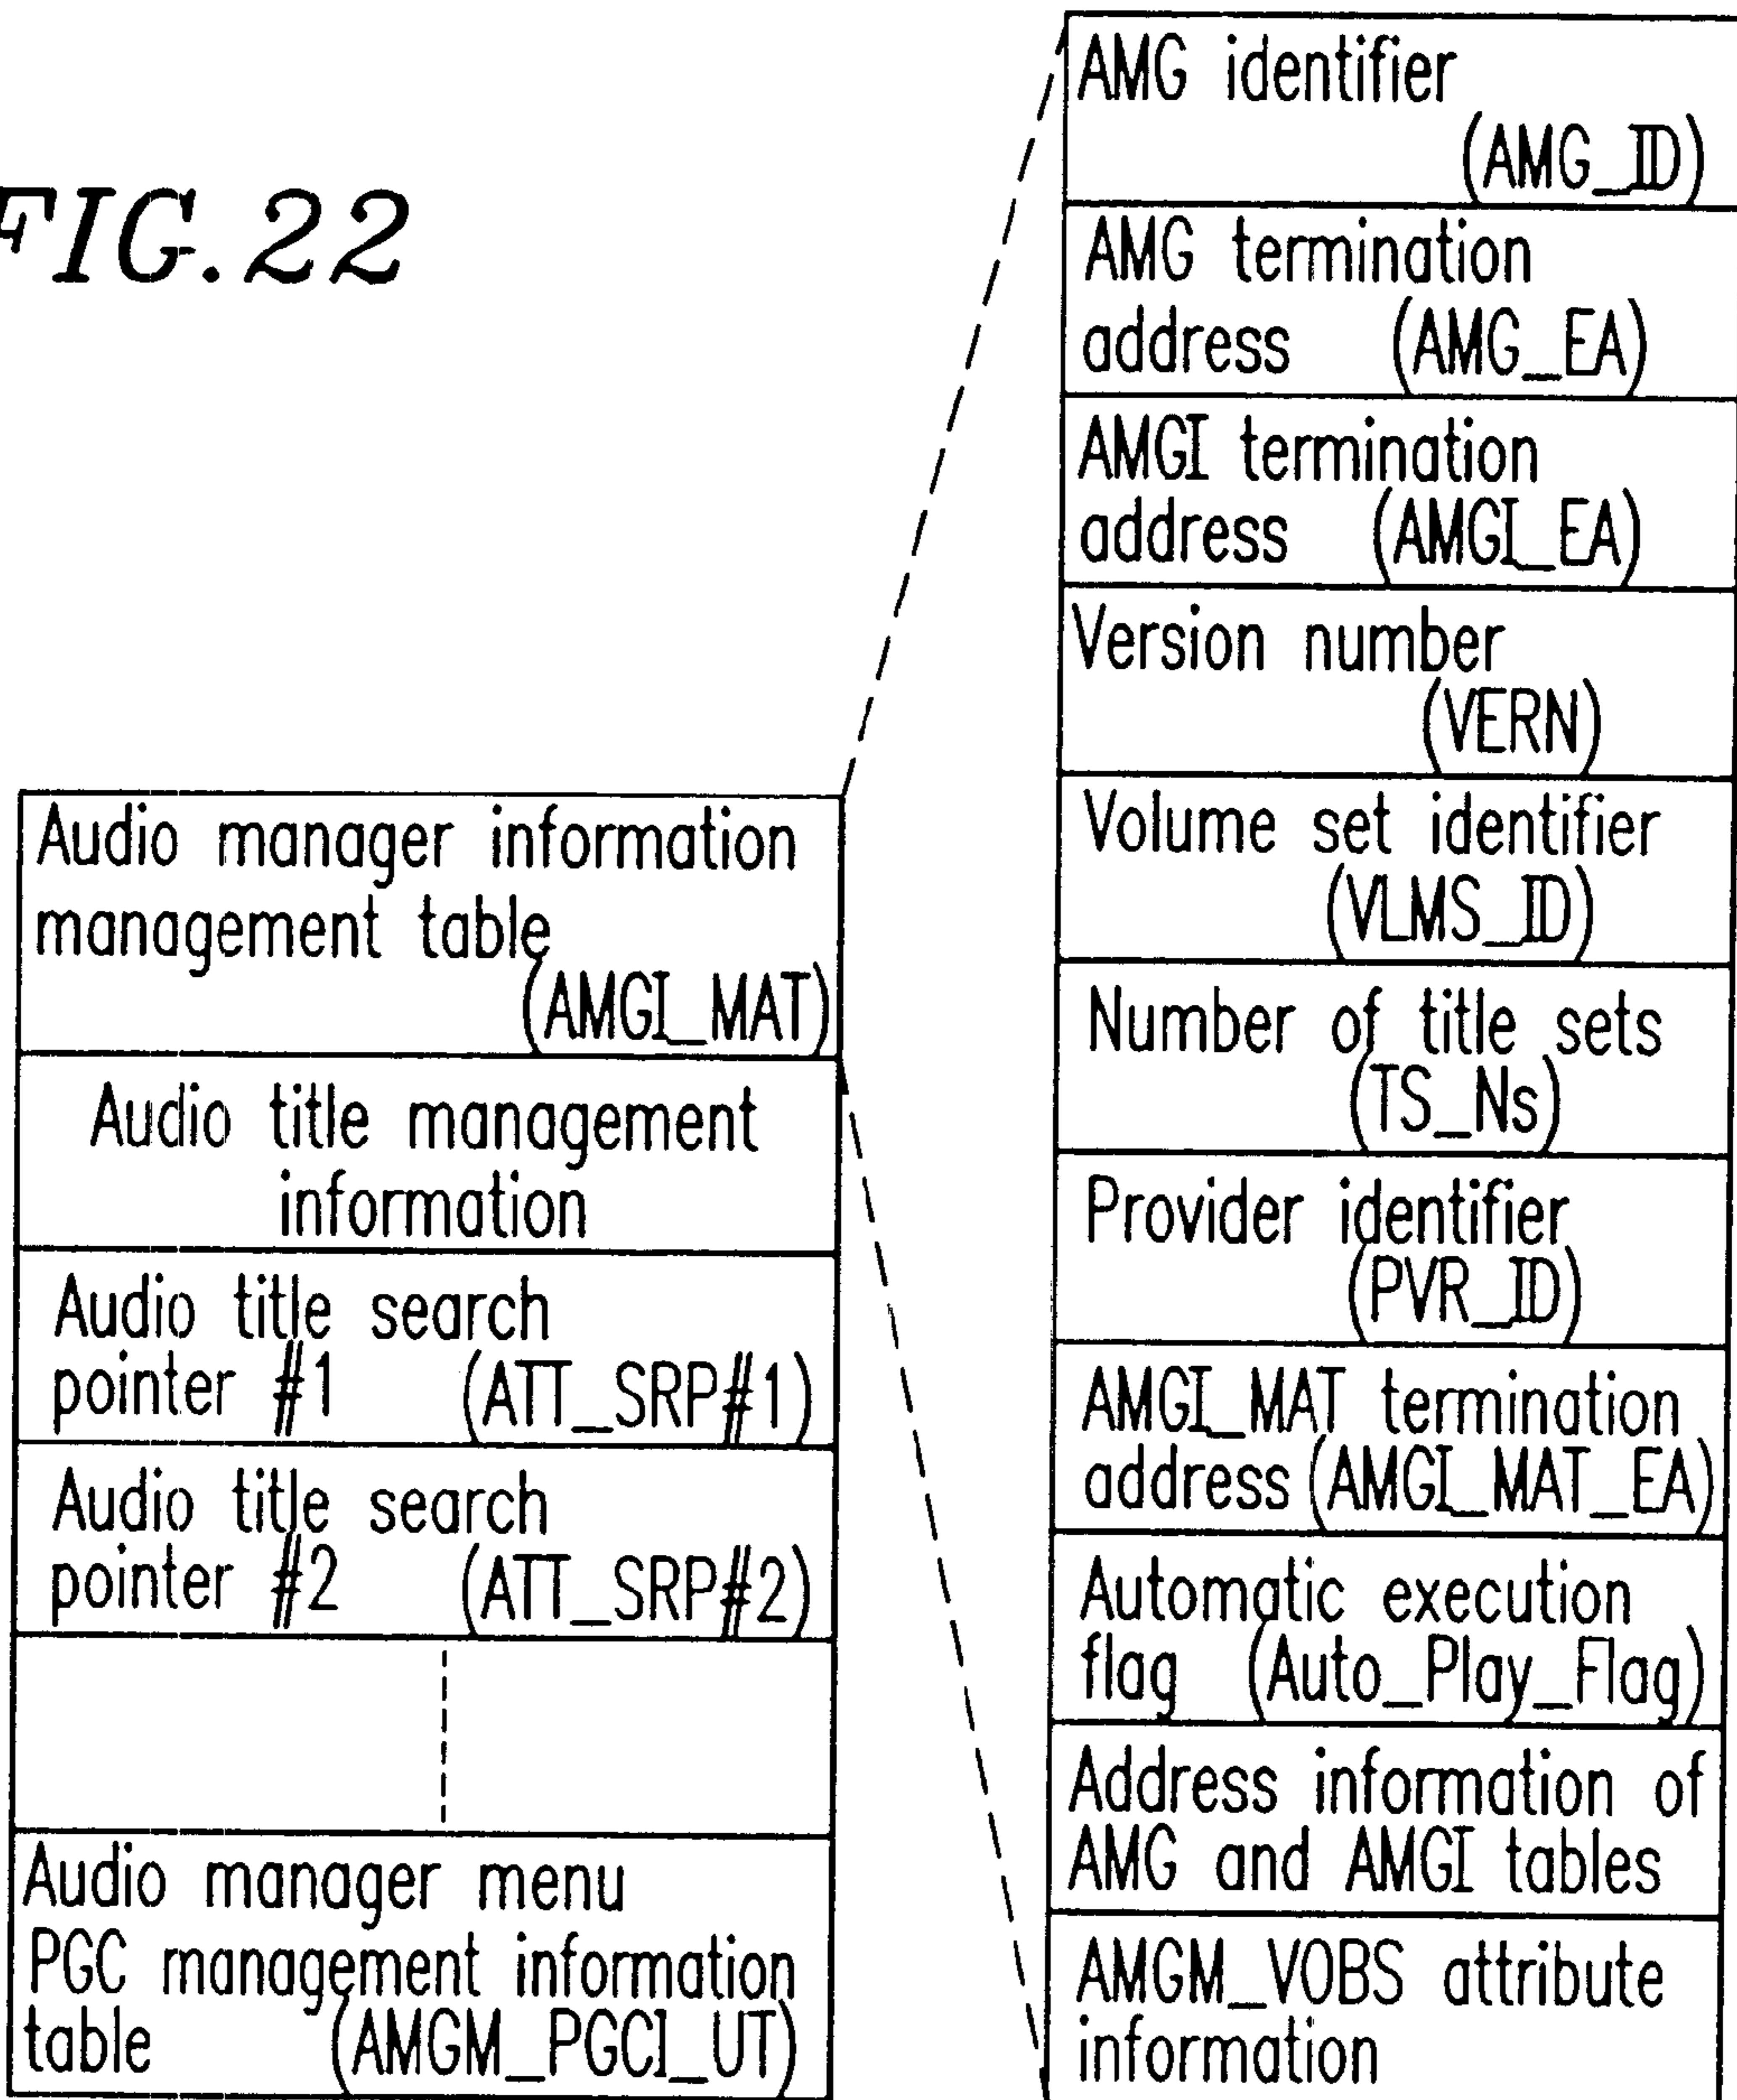 FIG.22
Audio manager information
management table
(AMGI_MAT)
Audio title management
information
Audio title search
pointer #1 (ATT_SRP#1)
Audio title search
pointer #2 (ATT_SRP#2)
Audio manager menu
PGC management information
table (AMGM_PGCI_UT)
AMG identifier
(AMG_ID)
AMG termination
address (AMG_EA)
AMGI termination
address (AMGI_EA)
Version number
(VERN)
Volume set identifier
(VLMS_ID)
Number of title sets
(TS_Ns)
Provider identifier
(PVR_ID)
AMGI_MAT termination
address (AMGI_MAT_EA)
Automatic execution
flag (Auto_Play_Flag)
Address information of
AMG and AMGI tables
AMGM_VOBS attribute
information